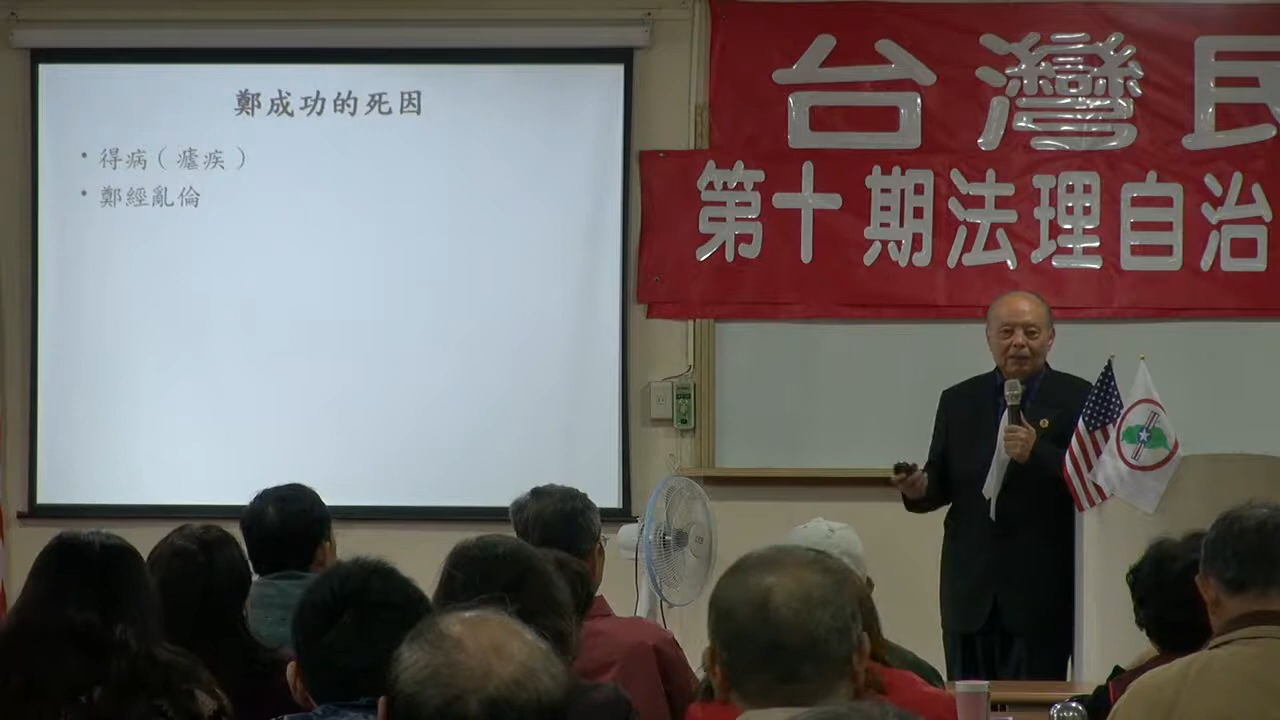 鄭成功的死因
• 得病(瘧疾)
• 鄭經亂倫
台灣民
第十期法理自治